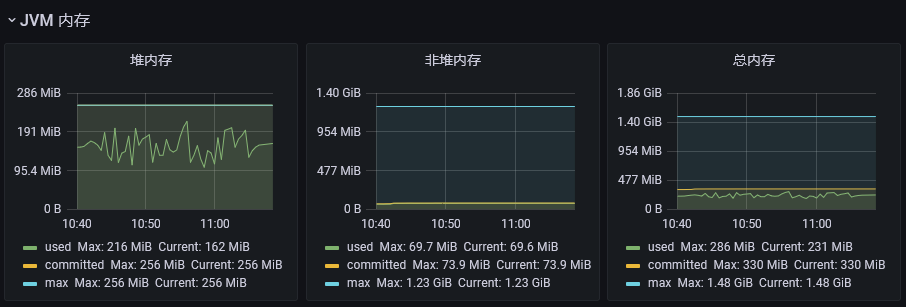 JVM 内存
堆内存
286 MiB
191 MiB
95.4 MiB
0 B
10:40 10:50 11:00
used Max: 216 MiB Current: 162 MiB
committed Max: 256 MiB Current: 256 MiB
max Max: 256 MiB Current: 256 MiB
非堆内存
1.40 GiB
954 MiB
477 MiB
0 B
10:40 10:50 11:00
used Max: 69.7 MiB Current: 69.6 MiB
committed Max: 73.9 MiB Current: 73.9 MiB
max Max: 1.23 GiB Current: 1.23 GiB
总内存
1.86 GiB
1.40 GiB
954 MiB
477 MiB
0 B
10:40 10:50 11:00
used Max: 286 MiB Current: 231 MiB
committed Max: 330 MiB Current: 330 MiB
max Max: 1.48 GiB Current: 1.48 GiB